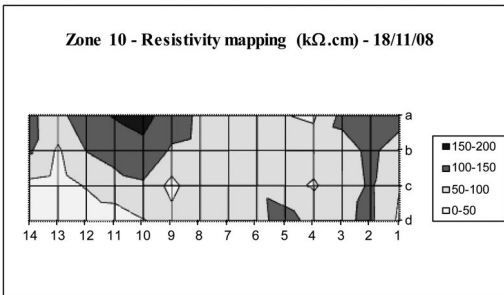 Zone 10 - Resistivity mapping (kΩ.cm) - 18/11/08
a
b
c
d
14 13 12 11 10 9 8 7 6 5 4 3 2 1
150-200
100-150
50-100
0-50